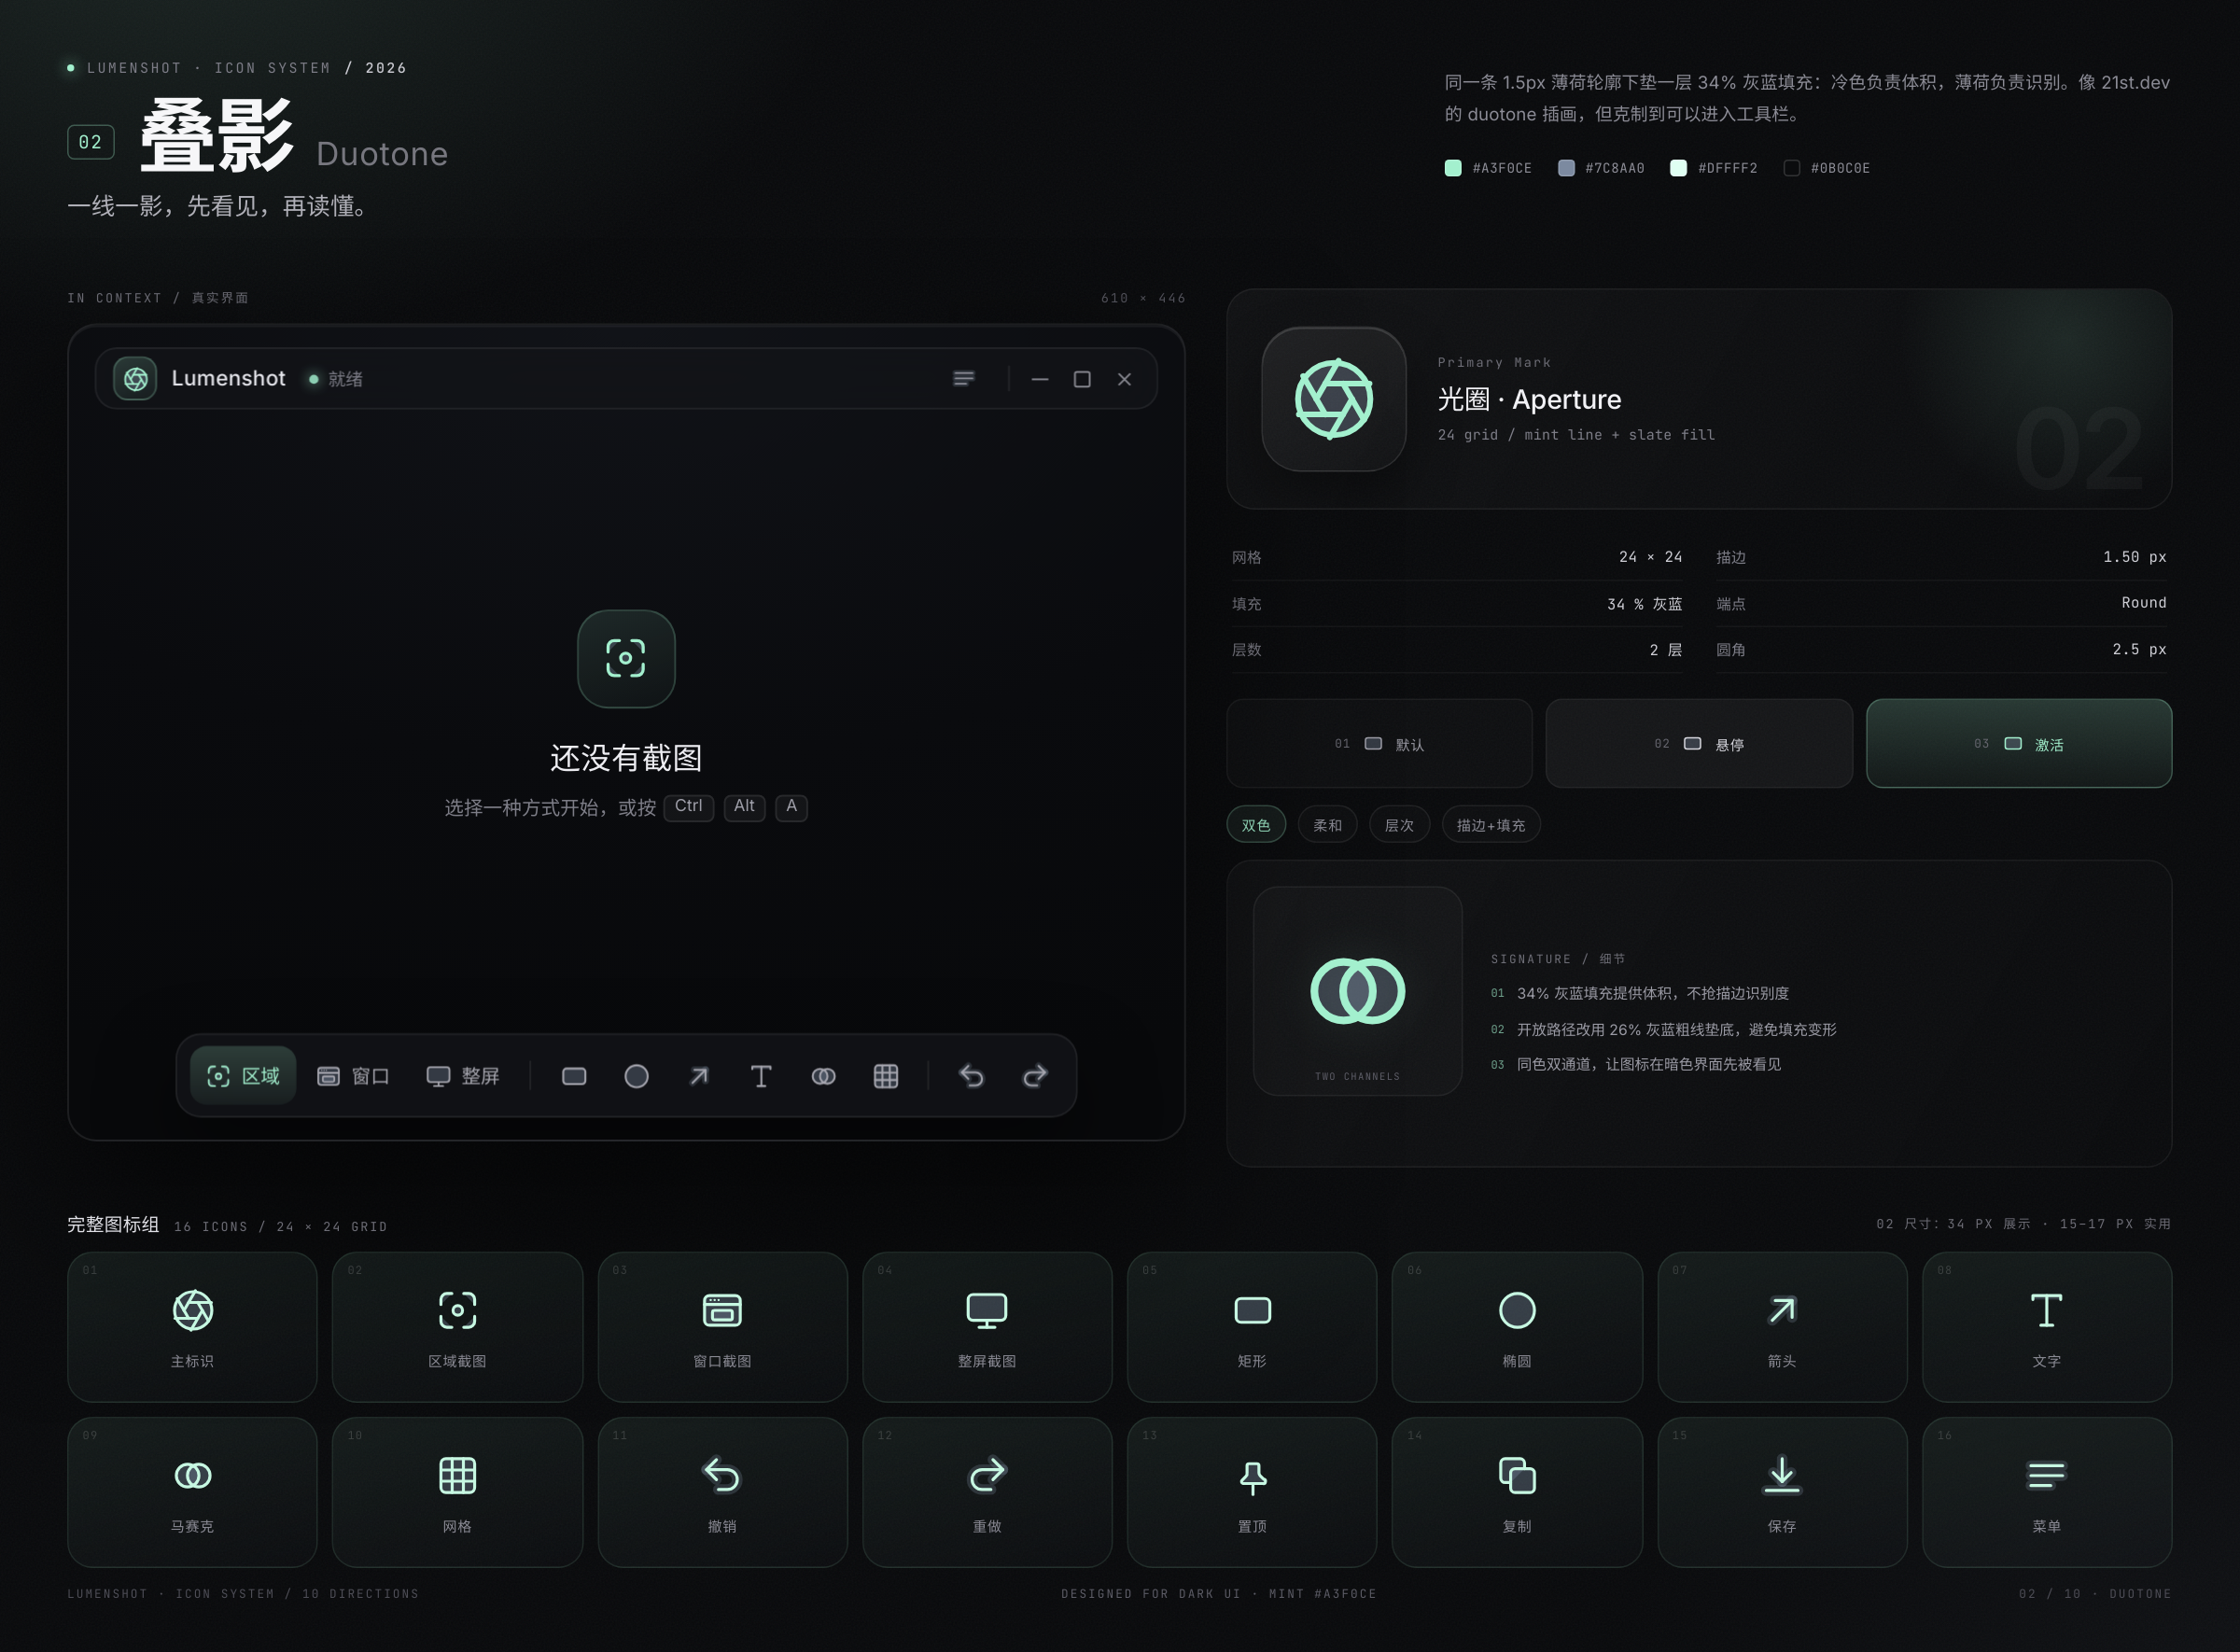 LUMENSHOT · ICON SYSTEM / 2026
02 叠影 Duotone
一线一影，先看见，再读懂。
同一条 1.5px 薄荷轮廓下垫一层 34% 灰蓝填充：冷色负责体积，薄荷负责识别。像 21st.dev
的 duotone 插画，但克制到可以进入工具栏。
#A3F0CE #7C8AA0 #DFFFF2 #0B0C0E
IN CONTEXT / 真实界面 610 × 446
Lumenshot 就绪
还没有截图
选择一种方式开始，或按 Ctrl Alt A
区域 窗口 整屏
Primary Mark
光圈 · Aperture
24 grid / mint line + slate fill
02
网格 24 × 24 描边 1.50 px
填充 34 % 灰蓝 端点 Round
层数 2 层 圆角 2.5 px
01 默认 02 悬停 03 激活
双色 柔和 层次 描边+填充
TWO CHANNELS
SIGNATURE / 细节
01 34% 灰蓝填充提供体积，不抢描边识别度
02 开放路径改用 26% 灰蓝粗线垫底，避免填充变形
03 同色双通道，让图标在暗色界面先被看见
完整图标组 16 ICONS / 24 × 24 GRID 02 尺寸：34 PX 展示 · 15–17 PX 实用
01 02 03 04 05 06 07 08
主标识 区域截图 窗口截图 整屏截图 矩形 椭圆 箭头 文字
09 10 11 12 13 14 15 16
马赛克 网格 撤销 重做 置顶 复制 保存 菜单
LUMENSHOT · ICON SYSTEM / 10 DIRECTIONS DESIGNED FOR DARK UI · MINT #A3F0CE 02 / 10 · DUOTONE